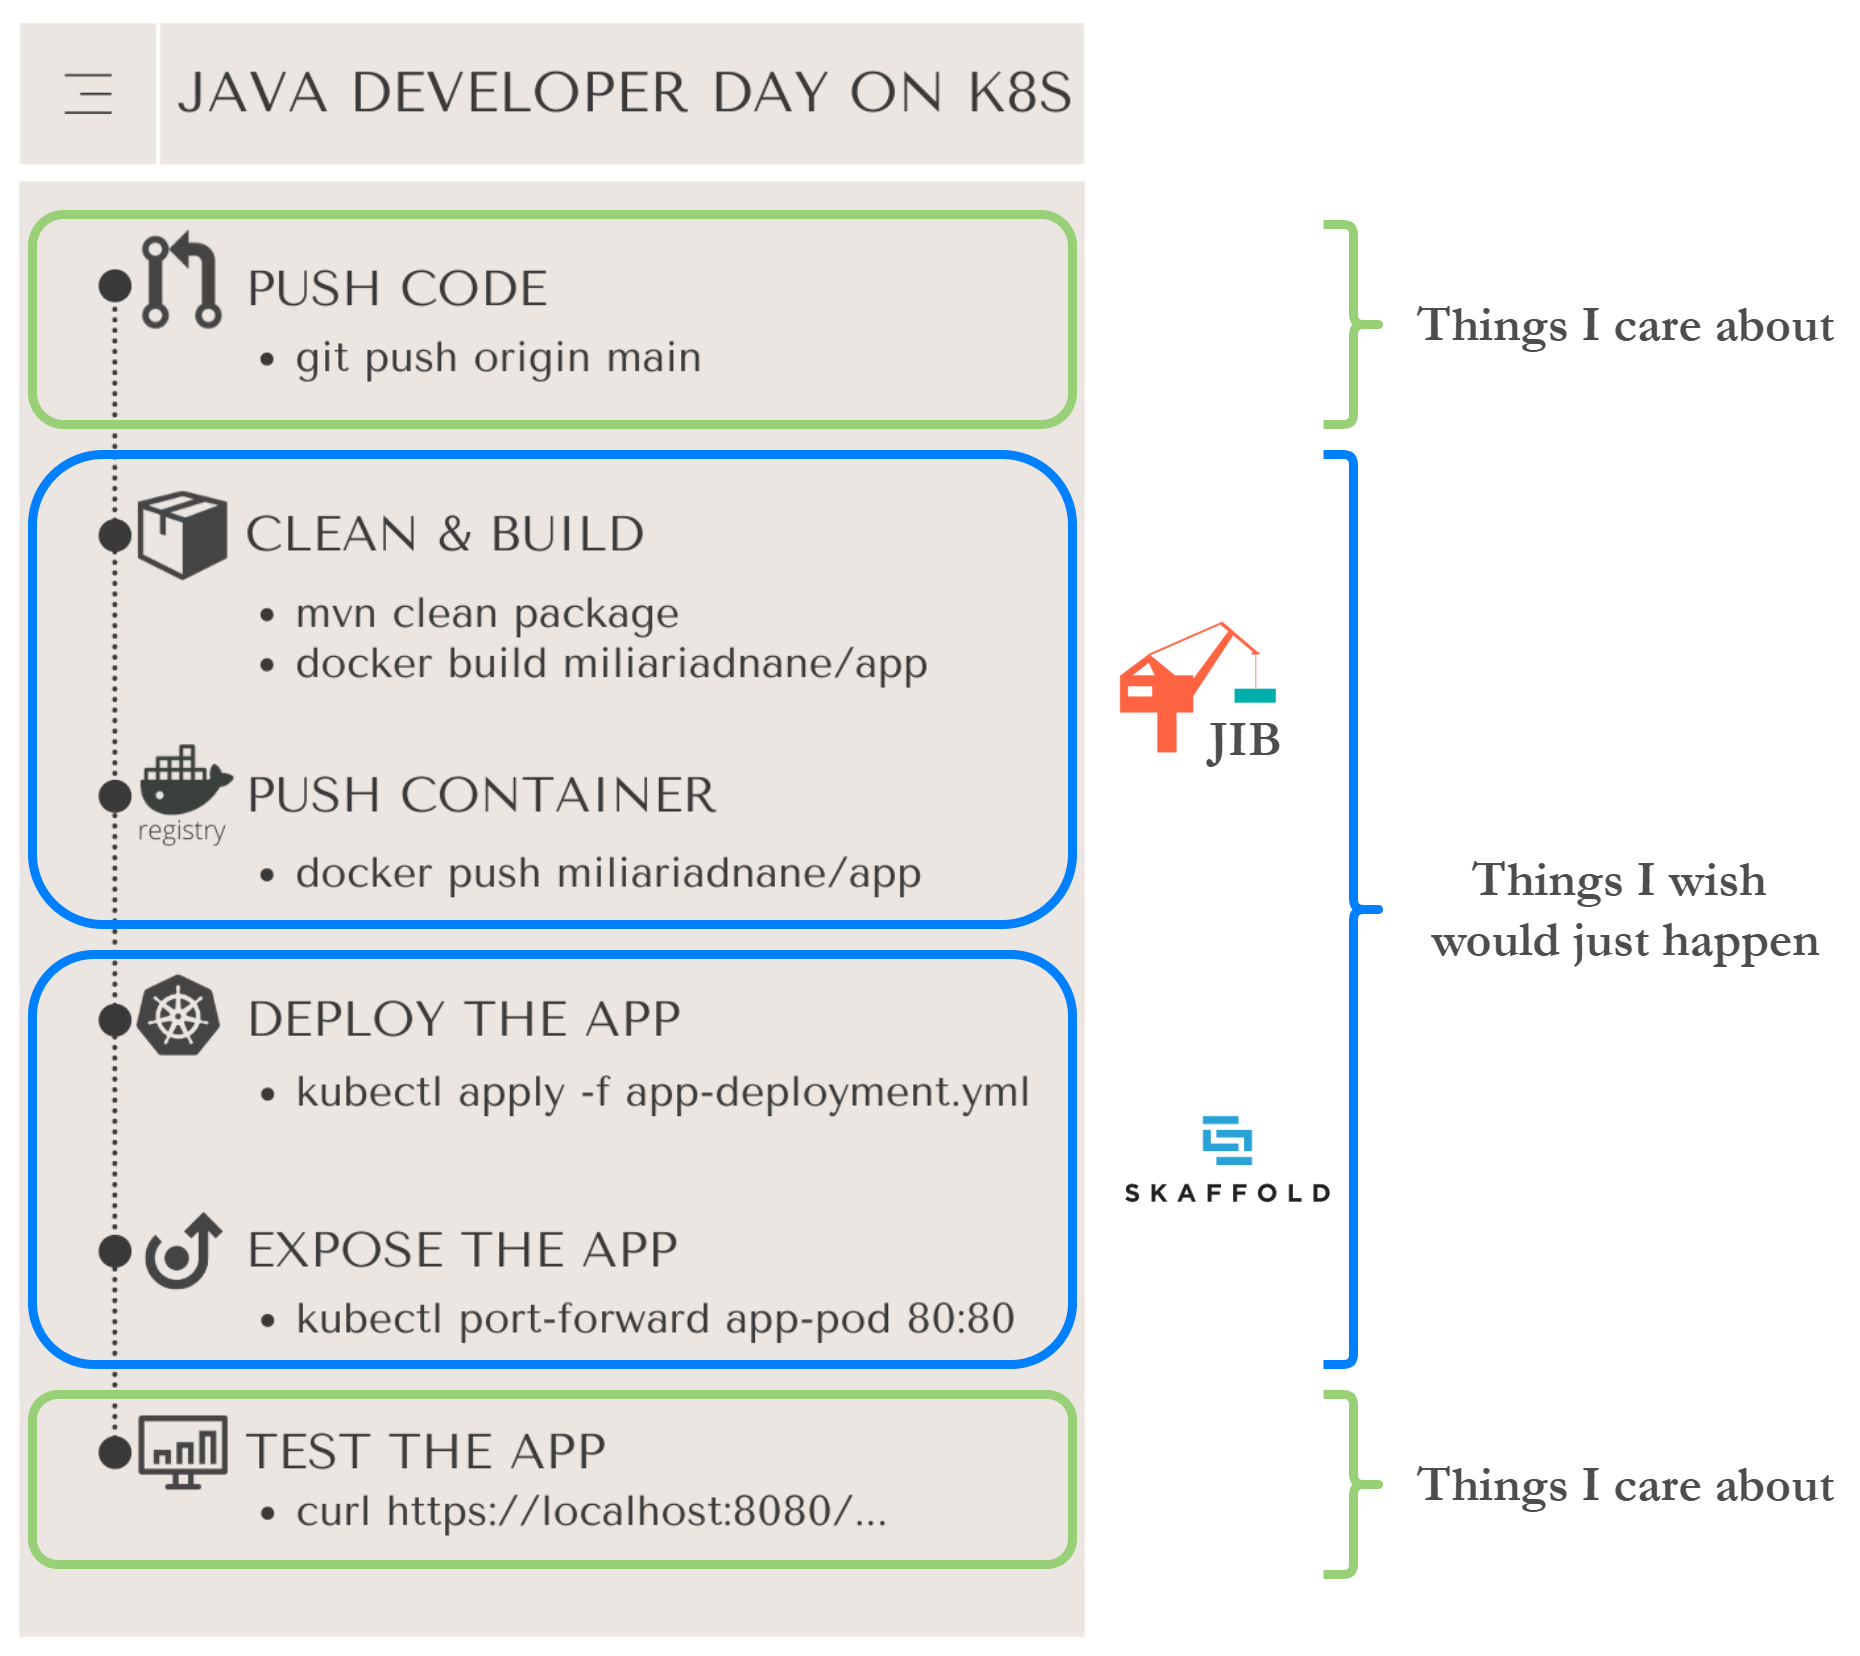 JAVA DEVELOPER DAY ON K8S
PUSH CODE
• git push origin main
Things I care about
CLEAN & BUILD
• mvn clean package
• docker build miliariadnane/app
JIB
PUSH CONTAINER
registry
• docker push miliariadnane/app
Things I wish
would just happen
DEPLOY THE APP
• kubectl apply -f app-deployment.yml
SKAFFOLD
EXPOSE THE APP
• kubectl port-forward app-pod 80:80
TEST THE APP
• curl https://localhost:8080/...
Things I care about